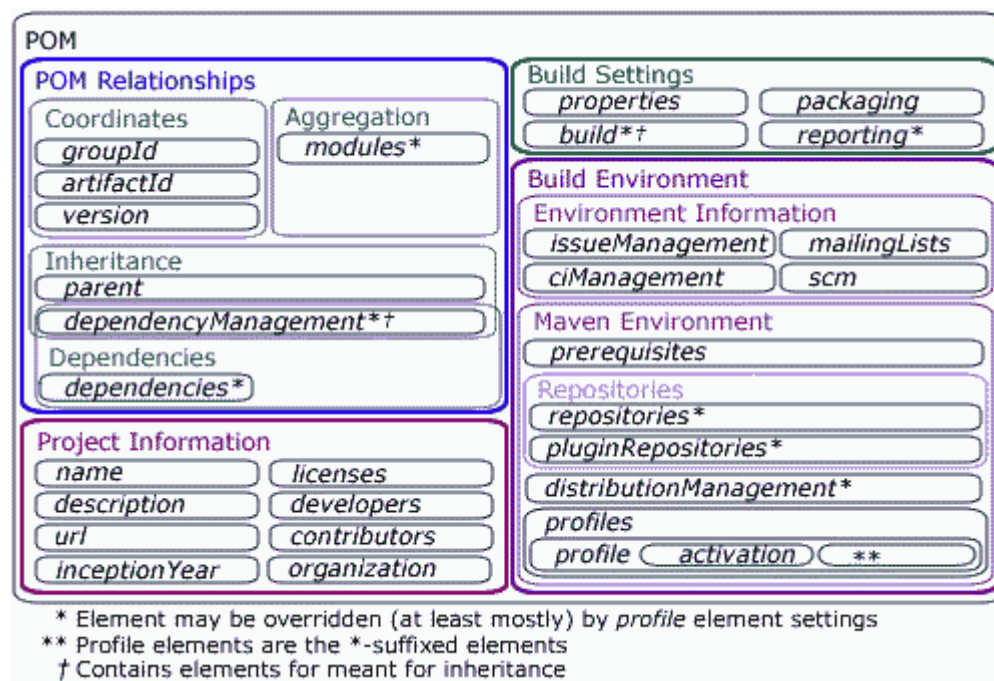 POM
POM Relationships
Coordinates
groupId
artifactId
version
Aggregation
modules*
Inheritance
parent
dependencyManagement*†
Dependencies
dependencies*
Project Information
name
licenses
description
developers
url
contributors
inceptionYear
organization
Build Settings
properties
packaging
build*†
reporting*
Build Environment
Environment Information
issueManagement
mailingLists
ciManagement
scm
Maven Environment
prerequisites
Repositories
repositories*
pluginRepositories*
distributionManagement*
profiles
profile activation **
* Element may be overridden (at least mostly) by profile element settings
** Profile elements are the *-suffixed elements
† Contains elements for meant for inheritance